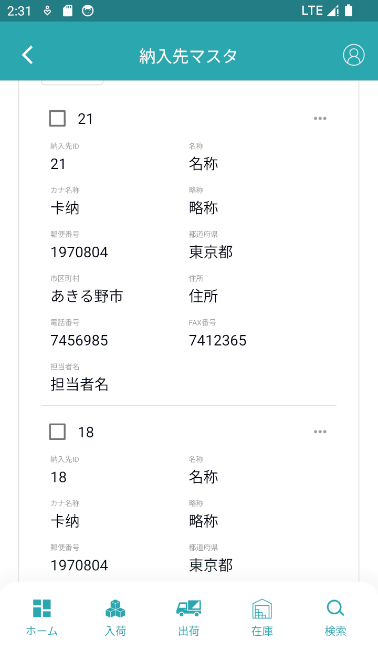 2:31 LTE
納入先マスタ
21
納入先ID 名称
21 名称
カナ名称 略称
卡纳 略称
郵便番号 都道府県
1970804 東京都
市区町村 住所
あきる野市 住所
電話番号 FAX番号
7456985 7412365
担当者名
担当者名
18
納入先ID 名称
18 名称
カナ名称 略称
卡纳 略称
郵便番号 都道府県
1970804 東京都
ホーム 入荷 出荷 在庫 検索